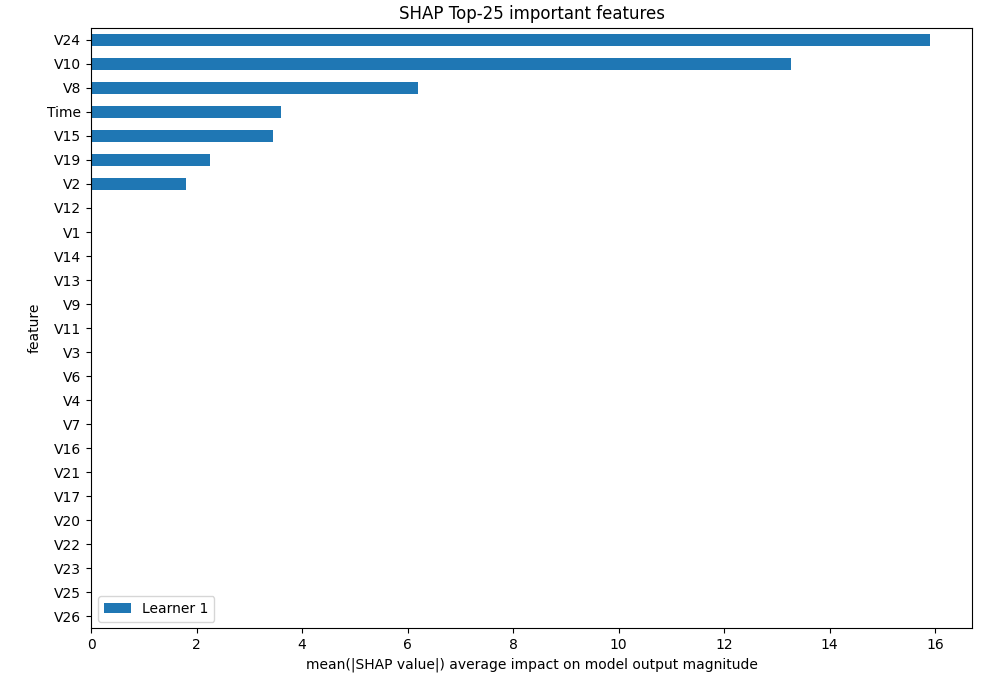 SHAP Top-25 important features
V24
V10
V8
Time
V15
V19
V2
V12
V1
V14
V13
V9
V11
V3
V6
V4
V7
V16
V21
V17
V20
V22
V23
V25
V26
feature
Learner 1
0 2 4 6 8 10 12 14 16
mean(|SHAP value|) average impact on model output magnitude